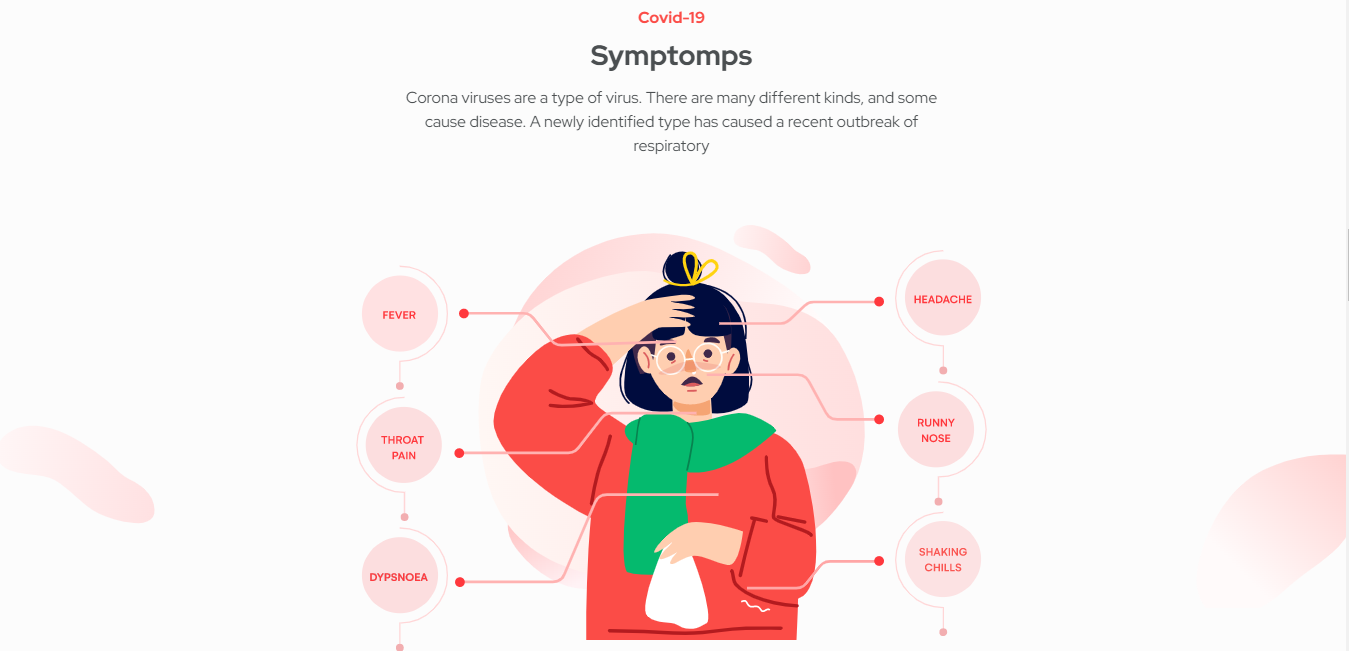 Covid-19
Symptomps
Corona viruses are a type of virus. There are many different kinds, and some
cause disease. A newly identified type has caused a recent outbreak of
respiratory
FEVER
THROAT
PAIN
DYPSNOEA
HEADACHE
RUNNY
NOSE
SHAKING
CHILLS